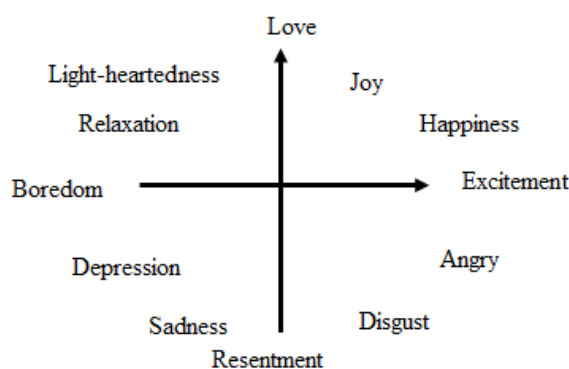 Love
Light-heartedness
Joy
Relaxation
Happiness
Boredom
Excitement
Depression
Angry
Sadness
Disgust
Resentment